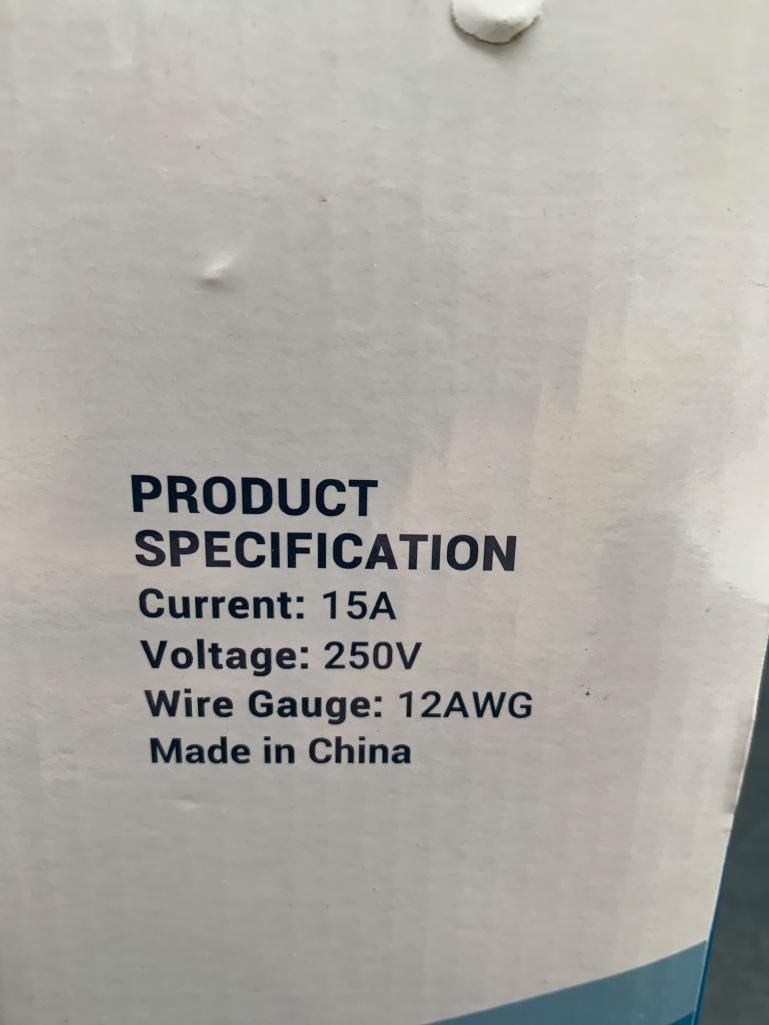 PRODUCT
SPECIFICATION
Current: 15A
Voltage: 250V
Wire Gauge: 12AWG
Made in China